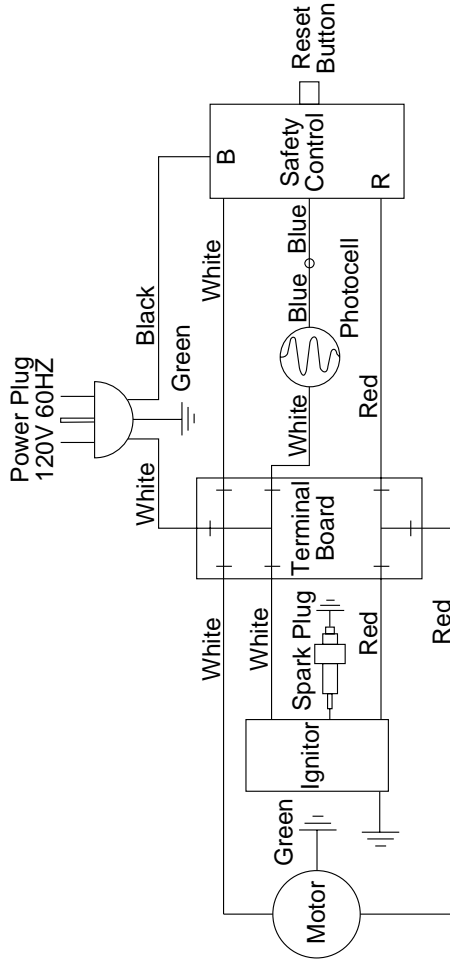 Power Plug
120V 60HZ
White
Black
Green
White
White
B
Safety
Control
R
Reset
Button
White
White
Blue
Blue
Photocell
Terminal
Board
Spark Plug
Red
Red
Red
Ignitor
Green
Motor